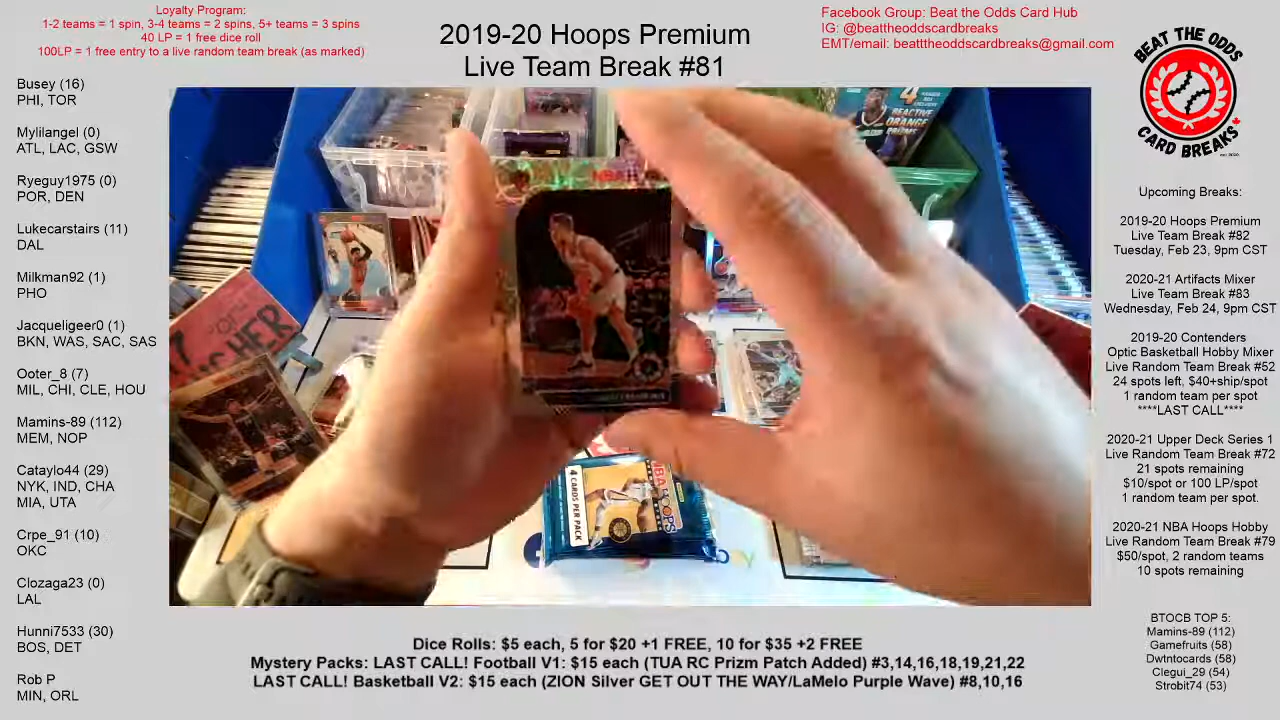 Loyalty Program:
1-2 teams = 1 spin, 3-4 teams = 2 spins, 5+ teams = 3 spins
40 LP = 1 free dice roll
100LP = 1 free entry to a live random team break (as marked)
2019-20 Hoops Premium
Live Team Break #81
Facebook Group: Beat the Odds Card Hub
IG: @beattheoddscardbreaks
EMT/email: beatttheoddscardbreaks@gmail.com
BEAT THE ODDS
CARD BREAKS
Busey (16)
PHI, TOR
Mylilangel (0)
ATL, LAC, GSW
Ryeguy1975 (0)
POR, DEN
Lukecarstairs (11)
DAL
Milkman92 (1)
PHO
Jacqueligeer0 (1)
BKN, WAS, SAC, SAS
Ooter_8 (7)
MIL, CHI, CLE, HOU
Mamins-89 (112)
MEM, NOP
Cataylo44 (29)
NYK, IND, CHA
MIA, UTA
Crpe_91 (10)
OKC
Clozaga23 (0)
LAL
Hunni7533 (30)
BOS, DET
Rob P
MIN, ORL
4
REACTIVE
ORANGE
PRIZMS
NBA
4 CARDS PER PACK
NBA HOOPS
Upcoming Breaks:
2019-20 Hoops Premium
Live Team Break #82
Tuesday, Feb 23, 9pm CST
2020-21 Artifacts Mixer
Live Team Break #83
Wednesday, Feb 24, 9pm CST
2019-20 Contenders
Optic Basketball Hobby Mixer
Live Random Team Break #52
24 spots left, $40+ship/spot
1 random team per spot
****LAST CALL****
2020-21 Upper Deck Series 1
Live Random Team Break #72
21 spots remaining
$10/spot or 100 LP/spot
1 random team per spot.
2020-21 NBA Hoops Hobby
Live Random Team Break #79
$50/spot, 2 random teams
10 spots remaining
BTOCB TOP 5:
Mamins-89 (112)
Gamefruits (58)
Dwtntocards (58)
Clegui_29 (54)
Strobit74 (53)
Dice Rolls: $5 each, 5 for $20 +1 FREE, 10 for $35 +2 FREE
Mystery Packs: LAST CALL! Football V1: $15 each (TUA RC Prizm Patch Added) #3,14,16,18,19,21,22
LAST CALL! Basketball V2: $15 each (ZION Silver GET OUT THE WAY/LaMelo Purple Wave) #8,10,16